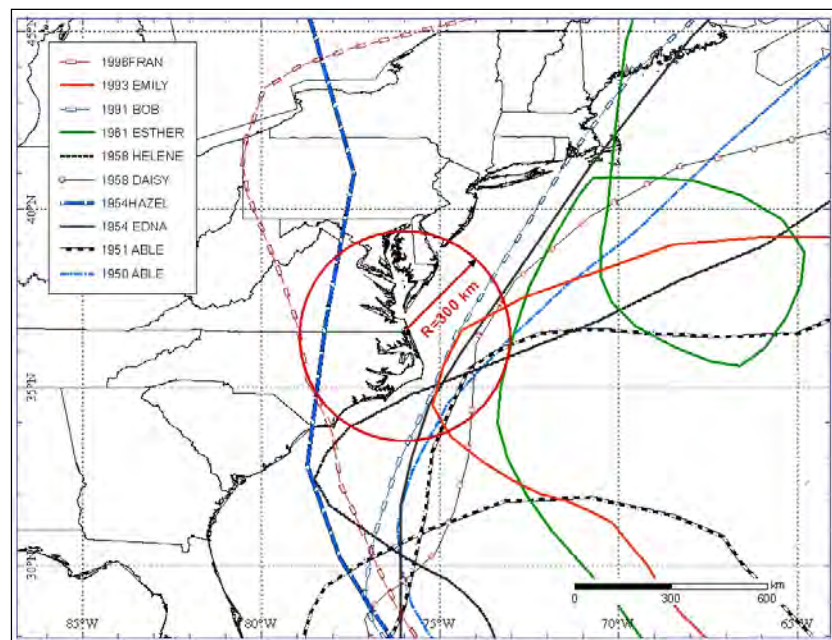 1996FRAN
1993 EMILY
1991 BOB
1961 ESTHER
1958 HELENE
1958 DAISY
1954HAZEL
1954 EDNA
1951 ABLE
1950 ABLE
45°N
40°N
35°N
30°N
R=300 km
km
0 300 600
85°W 80°W 75°W 70°W 65°W